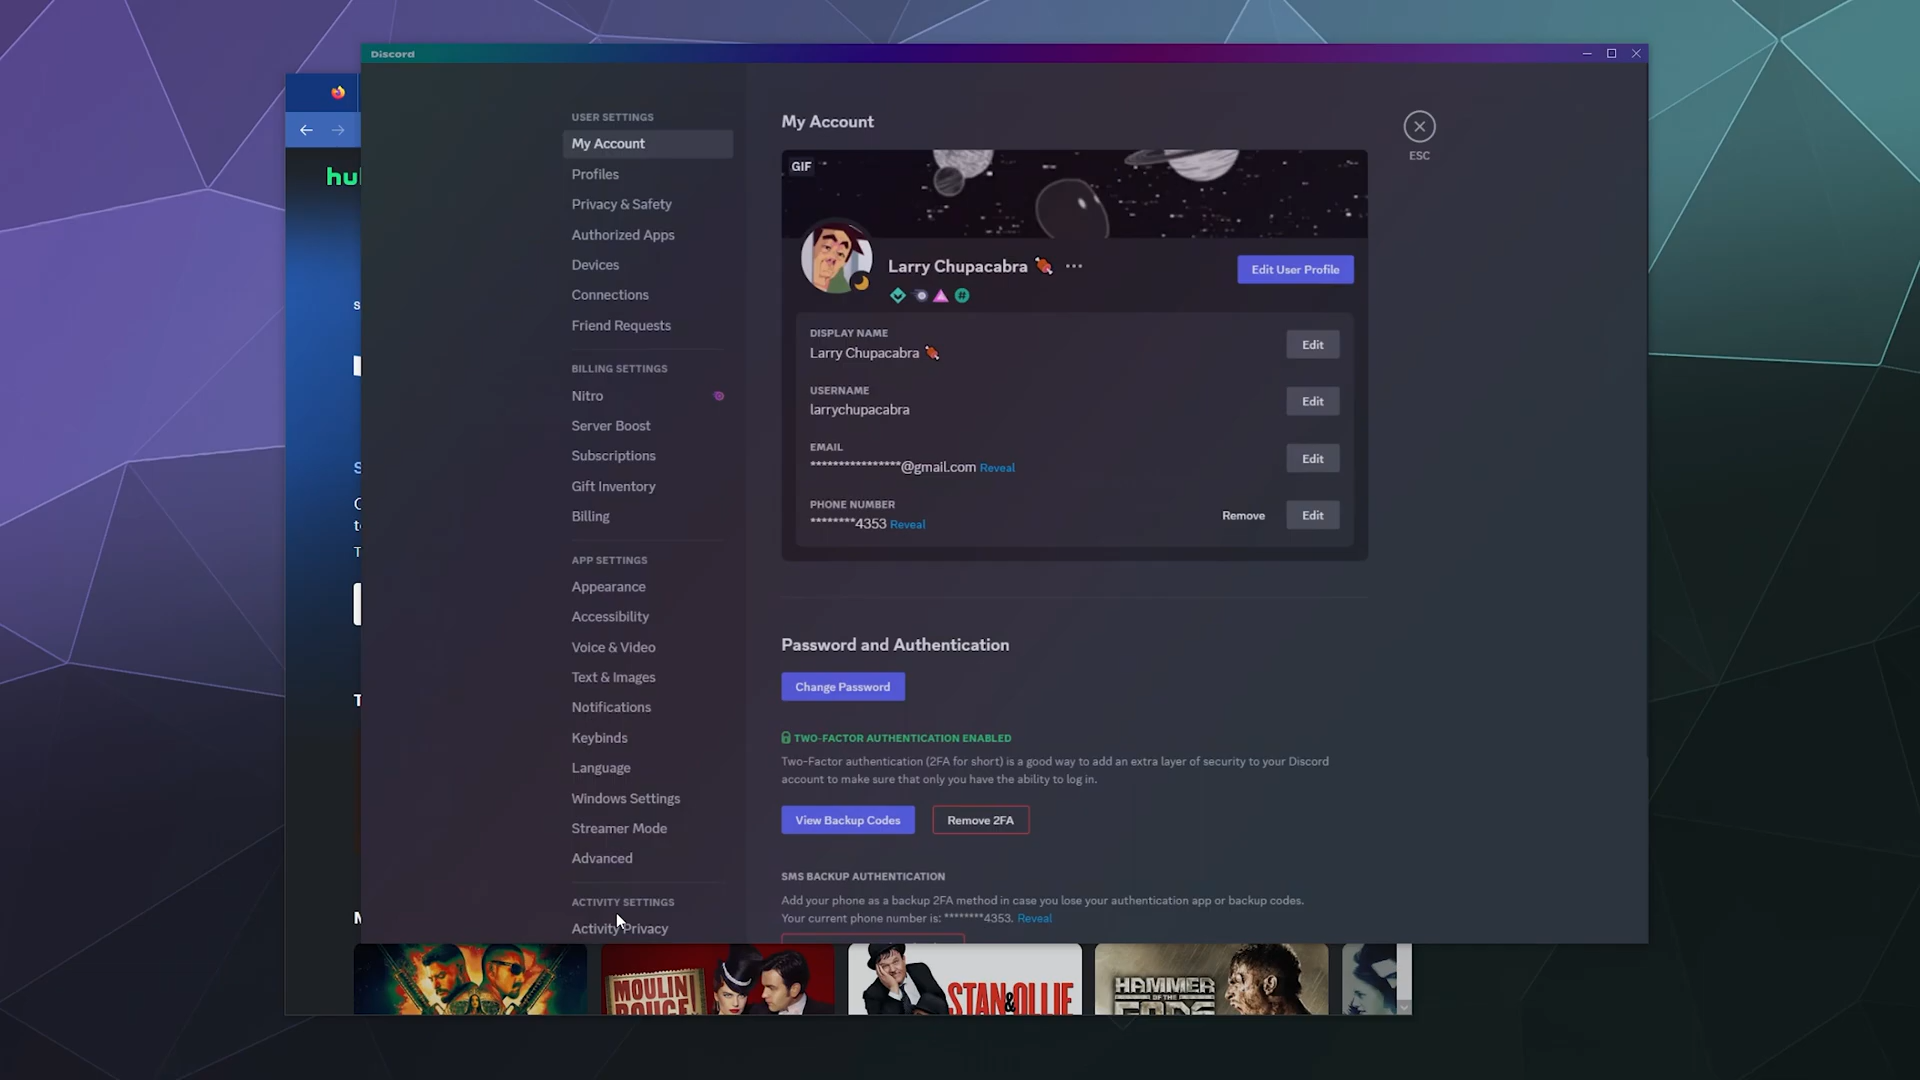 Discord
hul
USER SETTINGS
My Account
Profiles
Privacy & Safety
Authorized Apps
Devices
Connections
Friend Requests
BILLING SETTINGS
Nitro
Server Boost
Subscriptions
Gift Inventory
Billing
APP SETTINGS
Appearance
Accessibility
Voice & Video
Text & Images
Notifications
Keybinds
Language
Windows Settings
Streamer Mode
Advanced
ACTIVITY SETTINGS
Activity Privacy
My Account
ESC
GIF
Larry Chupacabra
Edit User Profile
DISPLAY NAME
Larry Chupacabra
Edit
USERNAME
larrychupacabra
Edit
EMAIL
****************@gmail.com Reveal
Edit
PHONE NUMBER
********4353 Reveal
Remove
Edit
Password and Authentication
Change Password
TWO-FACTOR AUTHENTICATION ENABLED
Two-Factor authentication (2FA for short) is a good way to add an extra layer of security to your Discord
account to make sure that only you have the ability to log in.
View Backup Codes
Remove 2FA
SMS BACKUP AUTHENTICATION
Add your phone as a backup 2FA method in case you lose your authentication app or backup codes.
Your current phone number is: ********4353. Reveal
MOULIN
ROUGE
STAN & OLLIE
HAMMER
OF THE
GODS